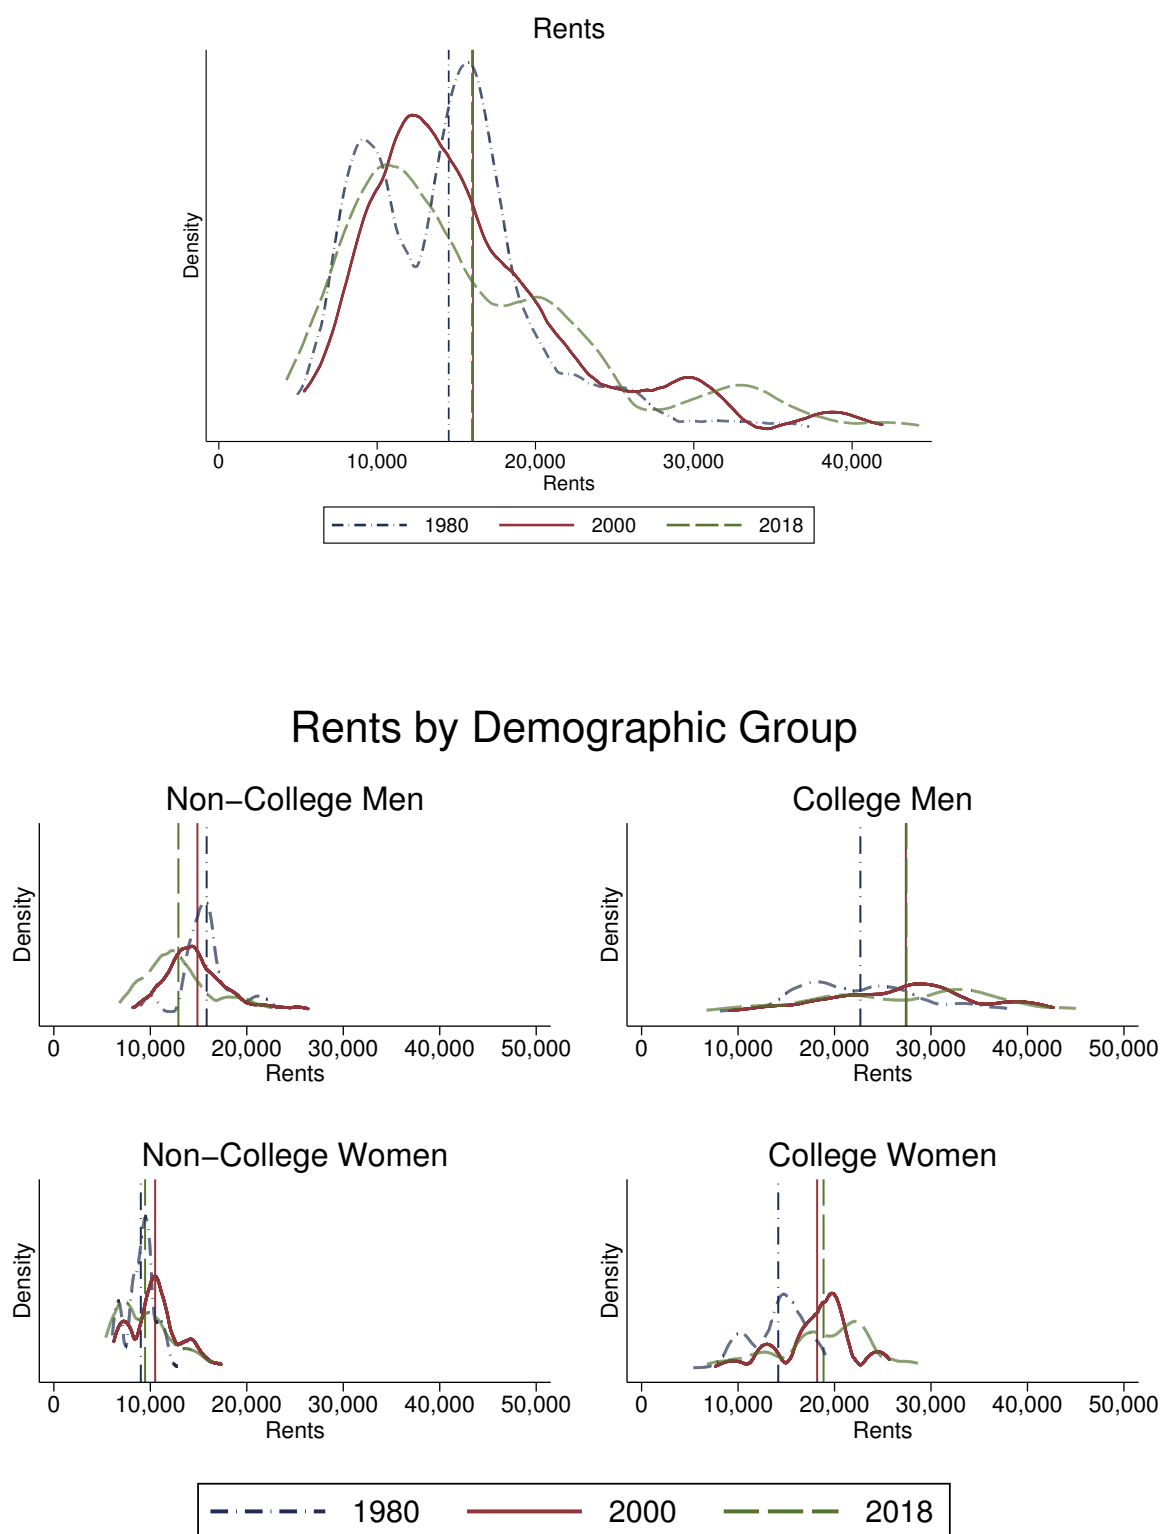 Rents
Density
0 10,000 20,000 30,000 40,000
Rents
1980 2000 2018
Rents by Demographic Group
Non−College Men
Density
0 10,000 20,000 30,000 40,000 50,000
Rents
College Men
Density
0 10,000 20,000 30,000 40,000 50,000
Rents
Non−College Women
Density
0 10,000 20,000 30,000 40,000 50,000
Rents
College Women
Density
0 10,000 20,000 30,000 40,000 50,000
Rents
1980 2000 2018